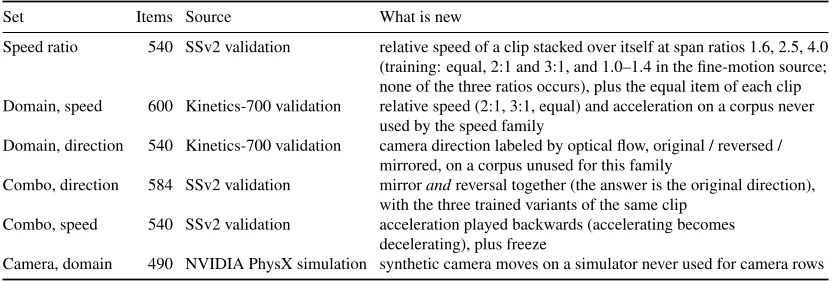 Set Items Source What is new
Speed ratio 540 SSv2 validation relative speed of a clip stacked over itself at span ratios 1.6, 2.5, 4.0
(training: equal, 2:1 and 3:1, and 1.0–1.4 in the fine-motion source;
none of the three ratios occurs), plus the equal item of each clip
Domain, speed 600 Kinetics-700 validation relative speed (2:1, 3:1, equal) and acceleration on a corpus never
used by the speed family
Domain, direction 540 Kinetics-700 validation camera direction labeled by optical flow, original / reversed /
mirrored, on a corpus unused for this family
Combo, direction 584 SSv2 validation mirror and reversal together (the answer is the original direction),
with the three trained variants of the same clip
Combo, speed 540 SSv2 validation acceleration played backwards (accelerating becomes
decelerating), plus freeze
Camera, domain 490 NVIDIA PhysX simulation synthetic camera moves on a simulator never used for camera rows